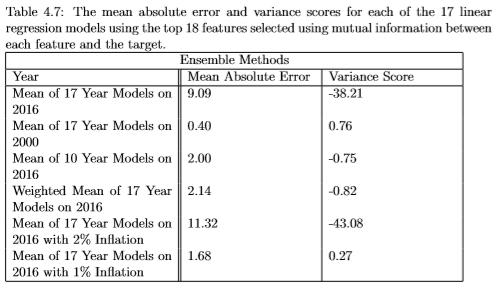 Table 4.7: The mean absolute error and variance scores for each of the 17 linear
regression models using the top 18 features selected using mutual information between
each feature and the target.
Ensemble Methods
Year Mean Absolute Error Variance Score
Mean of 17 Year Models on 9.09 -38.21
2016
Mean of 17 Year Models on 0.40 0.76
2000
Mean of 10 Year Models on 2.00 -0.75
2016
Weighted Mean of 17 Year 2.14 -0.82
Models on 2016
Mean of 17 Year Models on 11.32 -43.08
2016 with 2% Inflation
Mean of 17 Year Models on 1.68 0.27
2016 with 1% Inflation